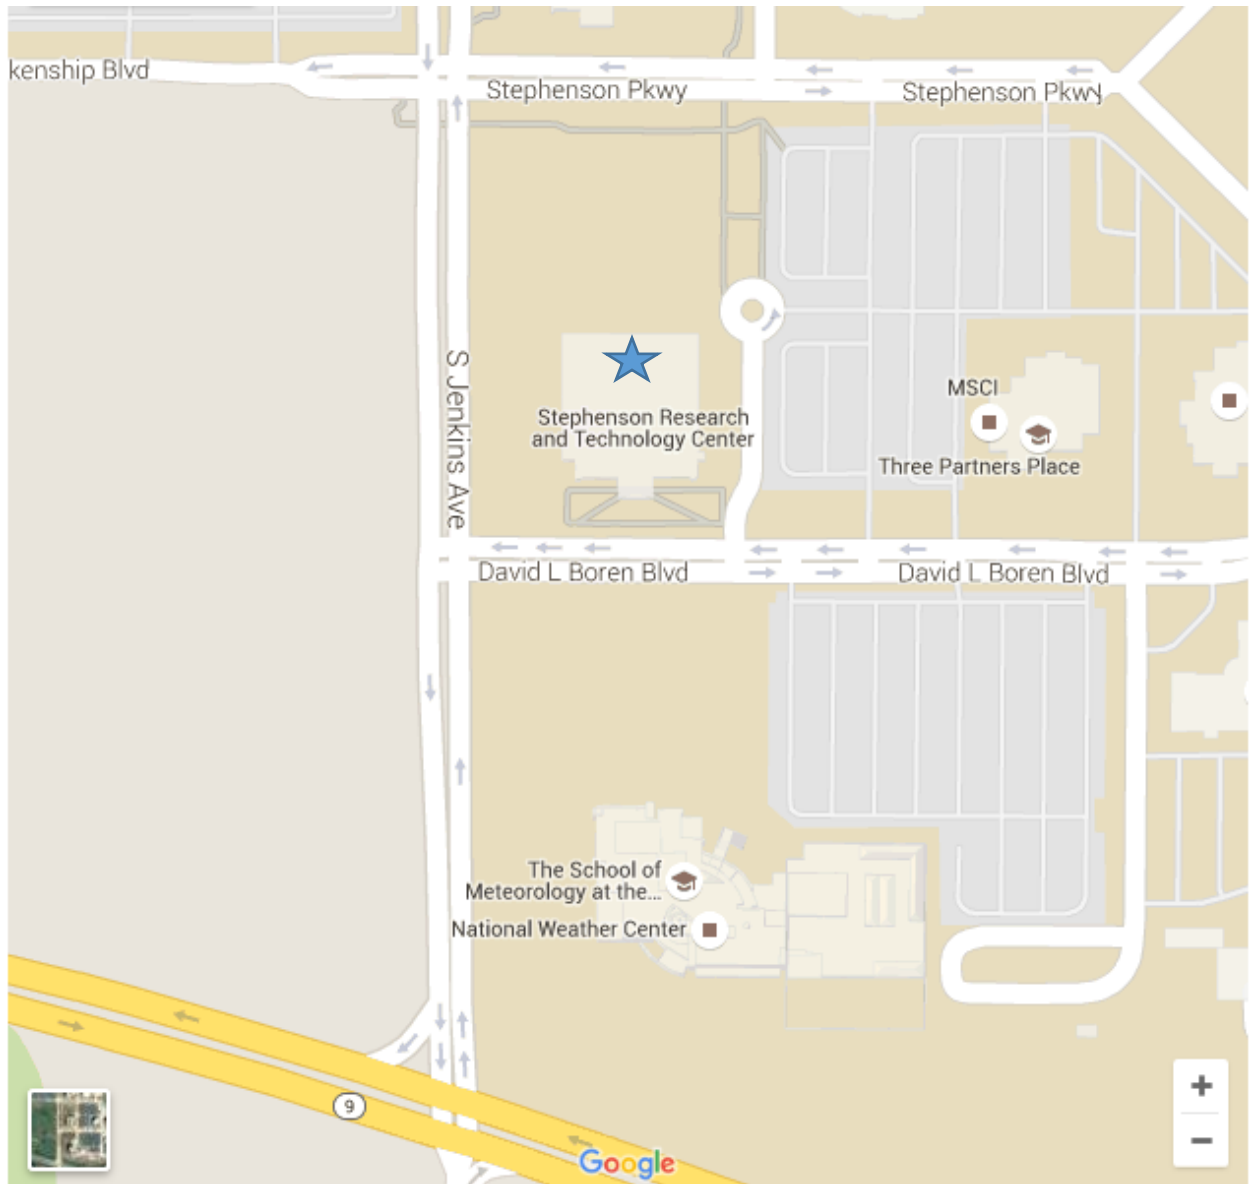 kenship Blvd
Stephenson Pkwy
Stephenson Pkwy
S Jenkins Ave
MSCI
Stephenson Research
and Technology Center
Three Partners Place
David L Boren Blvd
David L Boren Blvd
The School of
Meteorology at the...
National Weather Center
9
Google
+
−